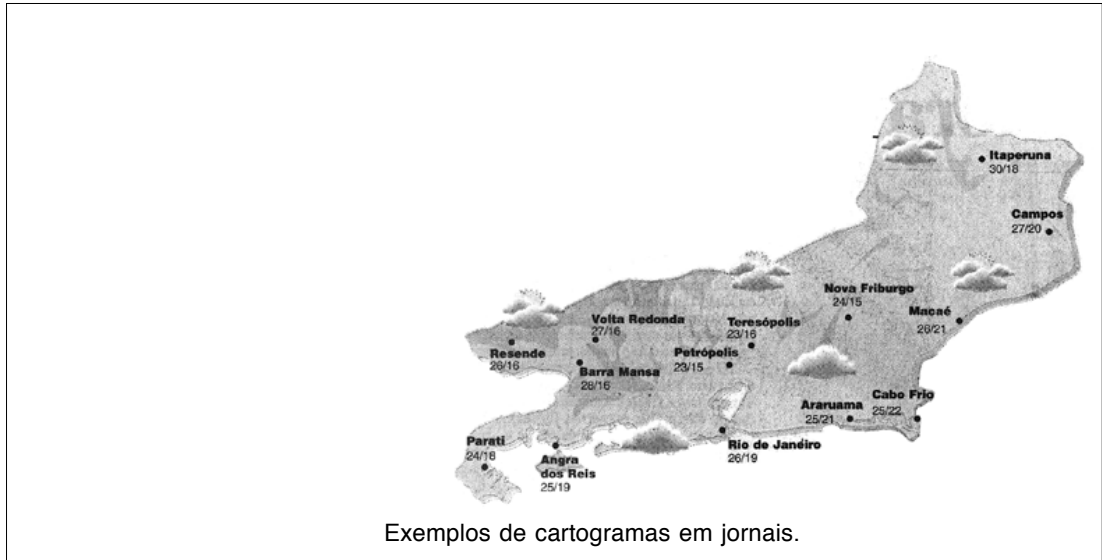 Itaperuna
30/18
Campos
27/20
Nova Friburgo
24/15
Macaé
26/21
Volta Redonda
27/16
Teresópolis
23/16
Resende
26/16
Petrópolis
23/15
Barra Mansa
28/16
Cabo Frio
25/22
Araruama
25/21
Parati
24/18
Rio de Janeiro
26/19
Angra
dos Reis
25/19
Exemplos de cartogramas em jornais.